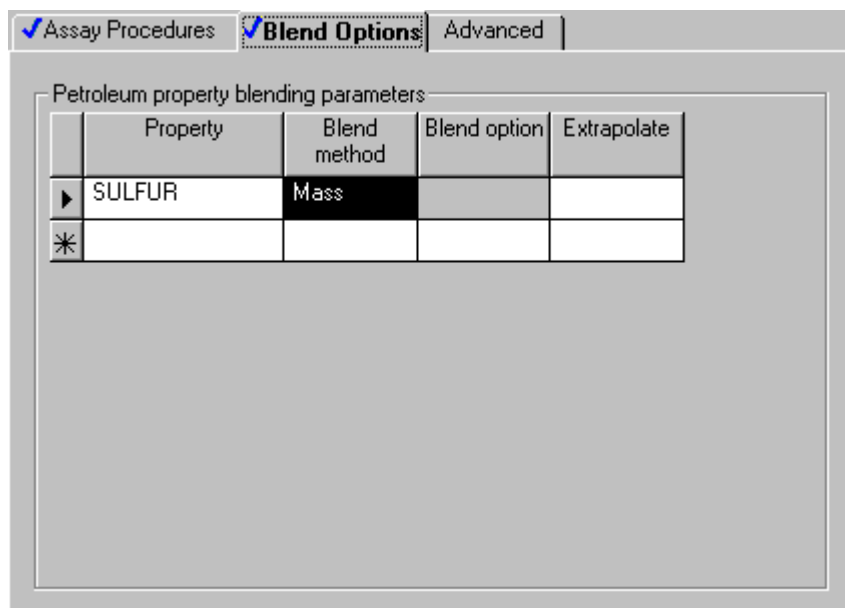 Assay Procedures Blend Options Advanced
Petroleum property blending parameters
Property Blend method Blend option Extrapolate
SULFUR Mass